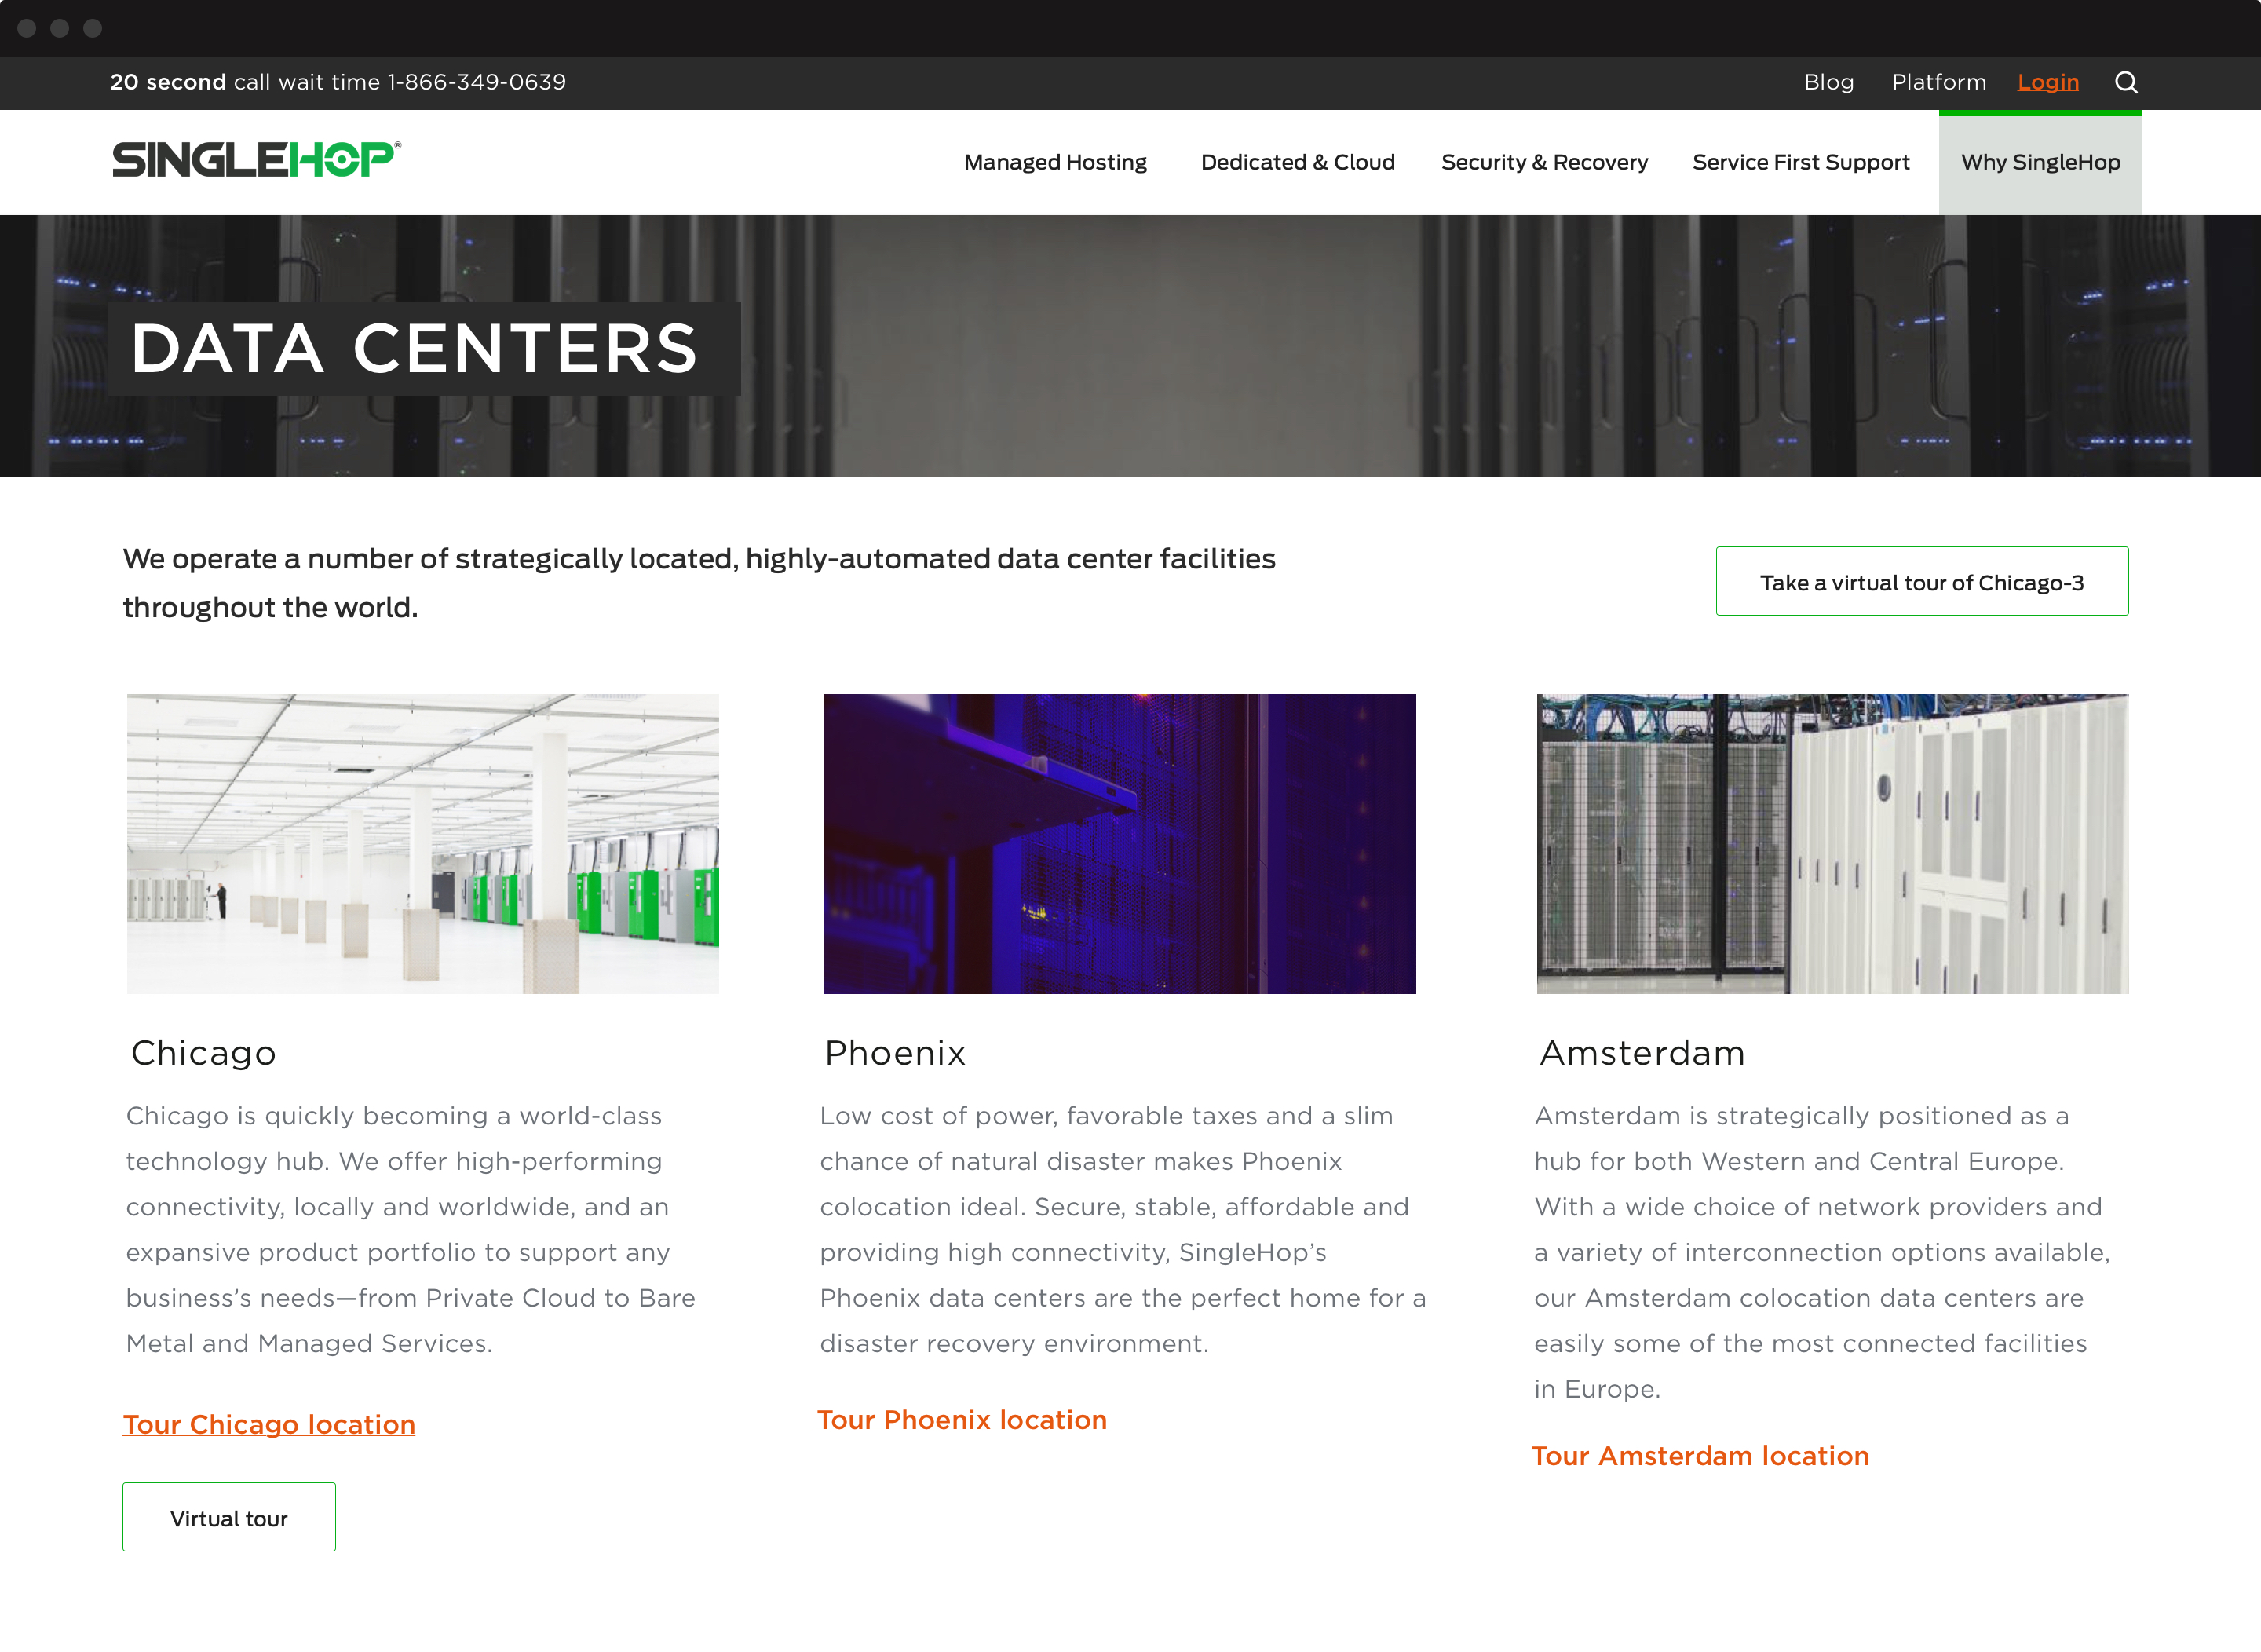 20 second call wait time 1-866-349-0639
Blog Platform Login
SINGLEHOP®
Managed Hosting Dedicated & Cloud Security & Recovery Service First Support Why SingleHop
DATA CENTERS
We operate a number of strategically located, highly-automated data center facilities
throughout the world.
Take a virtual tour of Chicago-3
Chicago
Chicago is quickly becoming a world-class
technology hub. We offer high-performing
connectivity, locally and worldwide, and an
expansive product portfolio to support any
business’s needs—from Private Cloud to Bare
Metal and Managed Services.
Tour Chicago location
Virtual tour
Phoenix
Low cost of power, favorable taxes and a slim
chance of natural disaster makes Phoenix
colocation ideal. Secure, stable, affordable and
providing high connectivity, SingleHop’s
Phoenix data centers are the perfect home for a
disaster recovery environment.
Tour Phoenix location
Amsterdam
Amsterdam is strategically positioned as a
hub for both Western and Central Europe.
With a wide choice of network providers and
a variety of interconnection options available,
our Amsterdam colocation data centers are
easily some of the most connected facilities
in Europe.
Tour Amsterdam location